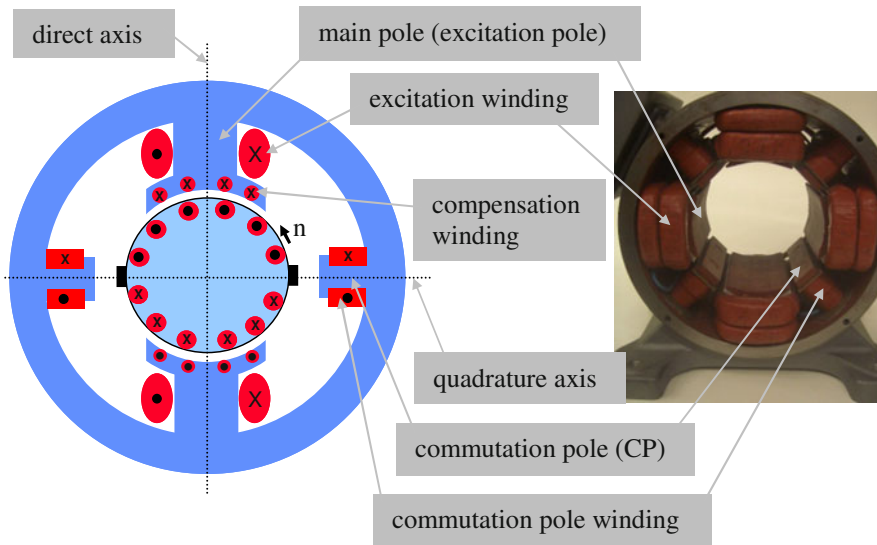 direct axis
main pole (excitation pole)
excitation winding
compensation
winding
n
quadrature axis
commutation pole (CP)
commutation pole winding
X
x
x
x
x
x
x
x
x
x
x
x
x
X